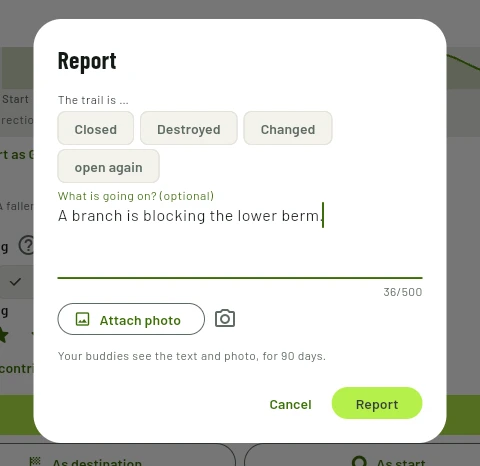 Report
Start
The trail is ...
Closed
Destroyed
Changed
open again
What is going on? (optional)
A branch is blocking the lower berm.
36/500
Attach photo
Your buddies see the text and photo, for 90 days.
Cancel
Report
As destination
As start